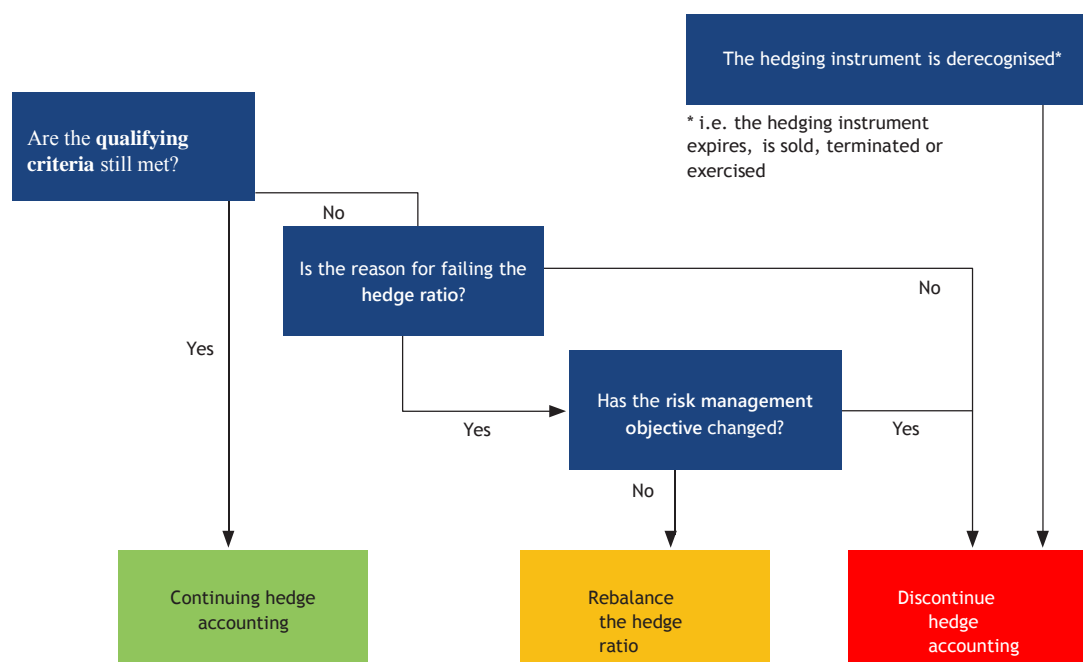 The hedging instrument is derecognised*
* i.e. the hedging instrument
expires, is sold, terminated or
exercised
Are the qualifying
criteria still met?
No
Is the reason for failing the
hedge ratio?
No
Yes
Has the risk management
objective changed?
Yes
Yes
No
Continuing hedge
accounting
Rebalance
the hedge
ratio
Discontinue
hedge
accounting